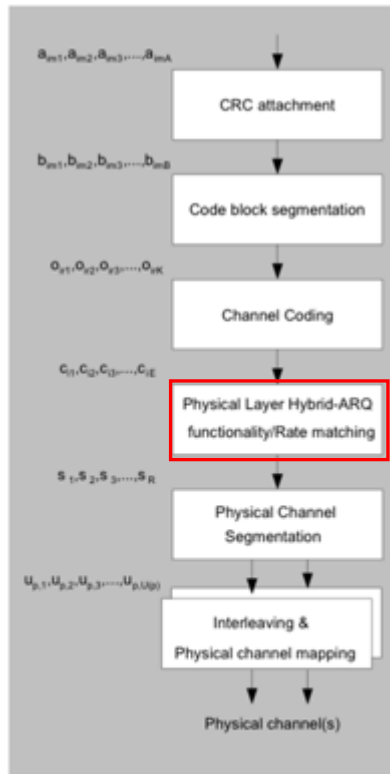 a_im1,a_im2,a_im3,...,a_imA
CRC attachment
b_im1,b_im2,b_im3,...,b_imB
Code block segmentation
o_ir1,o_ir2,o_ir3,...,o_irK
Channel Coding
c_i1,c_i2,c_i3,...,c_iE
Physical Layer Hybrid-ARQ
functionality/Rate matching
s_1,s_2,s_3,...,s_R
Physical Channel
Segmentation
u_p,1,u_p,2,u_p,3,...,u_p,U(p)
Interleaving &
Physical channel mapping
Physical channel(s)